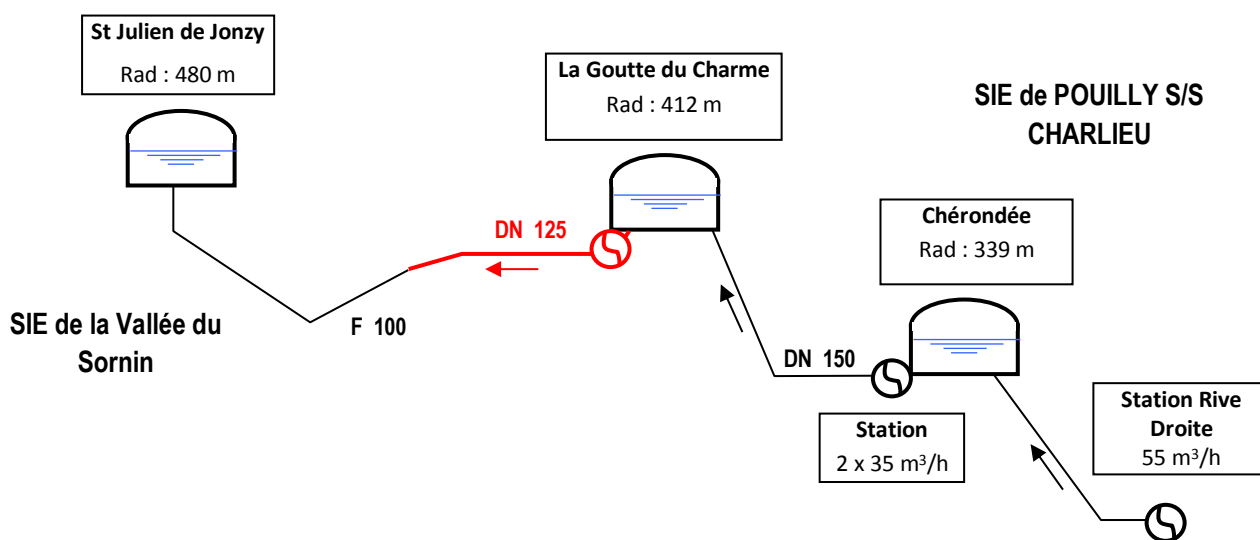 St Julien de Jonzy
Rad : 480 m
La Goutte du Charme
Rad : 412 m
SIE de POUILLY S/S
CHARLIEU
Chérondée
Rad : 339 m
DN 125
SIE de la Vallée du
Sornin
F 100
DN 150
Station
2 x 35 m³/h
Station Rive
Droite
55 m³/h